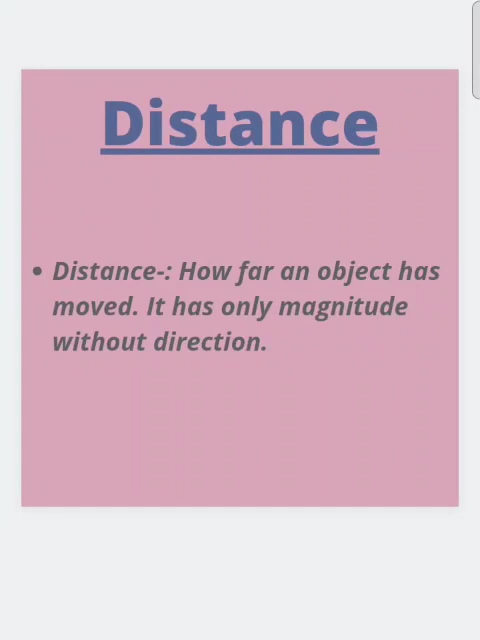 Distance
• Distance-: How far an object has
moved. It has only magnitude
without direction.